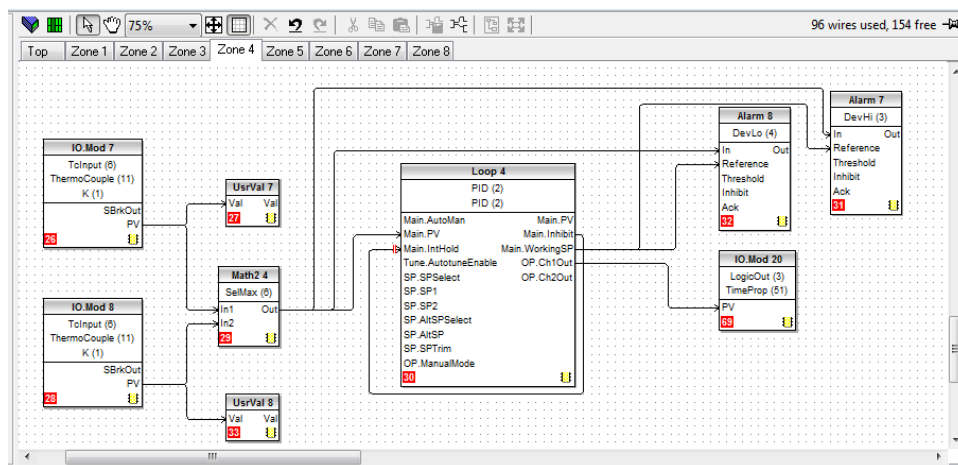 75%
96 wires used, 154 free
Top Zone 1 Zone 2 Zone 3 Zone 4 Zone 5 Zone 6 Zone 7 Zone 8
IO.Mod 7
TcInput (6)
ThermoCouple (11)
K (1)
SBrkOut
PV
26
IO.Mod 8
TcInput (6)
ThermoCouple (11)
K (1)
SBrkOut
PV
28
UsrVal 7
Val Val
27
Math2 4
SelMax (6)
In1 Out
In2
29
UsrVal 8
Val Val
33
Loop 4
PID (2)
PID (2)
Main.AutoMan Main.PV
Main.PV Main.Inhibit
Main.IntHold Main.WorkingSP
Tune.AutotuneEnable OP.Ch1Out
SP.SPSelect OP.Ch2Out
SP.SP1
SP.SP2
SP.AltSPSelect
SP.AltSP
SP.SPTrim
OP.ManualMode
30
Alarm 8
DevLo (4)
In Out
Reference
Threshold
Inhibit
Ack
32
Alarm 7
DevHi (3)
In Out
Reference
Threshold
Inhibit
Ack
31
IO.Mod 20
LogicOut (3)
TimeProp (51)
PV
69